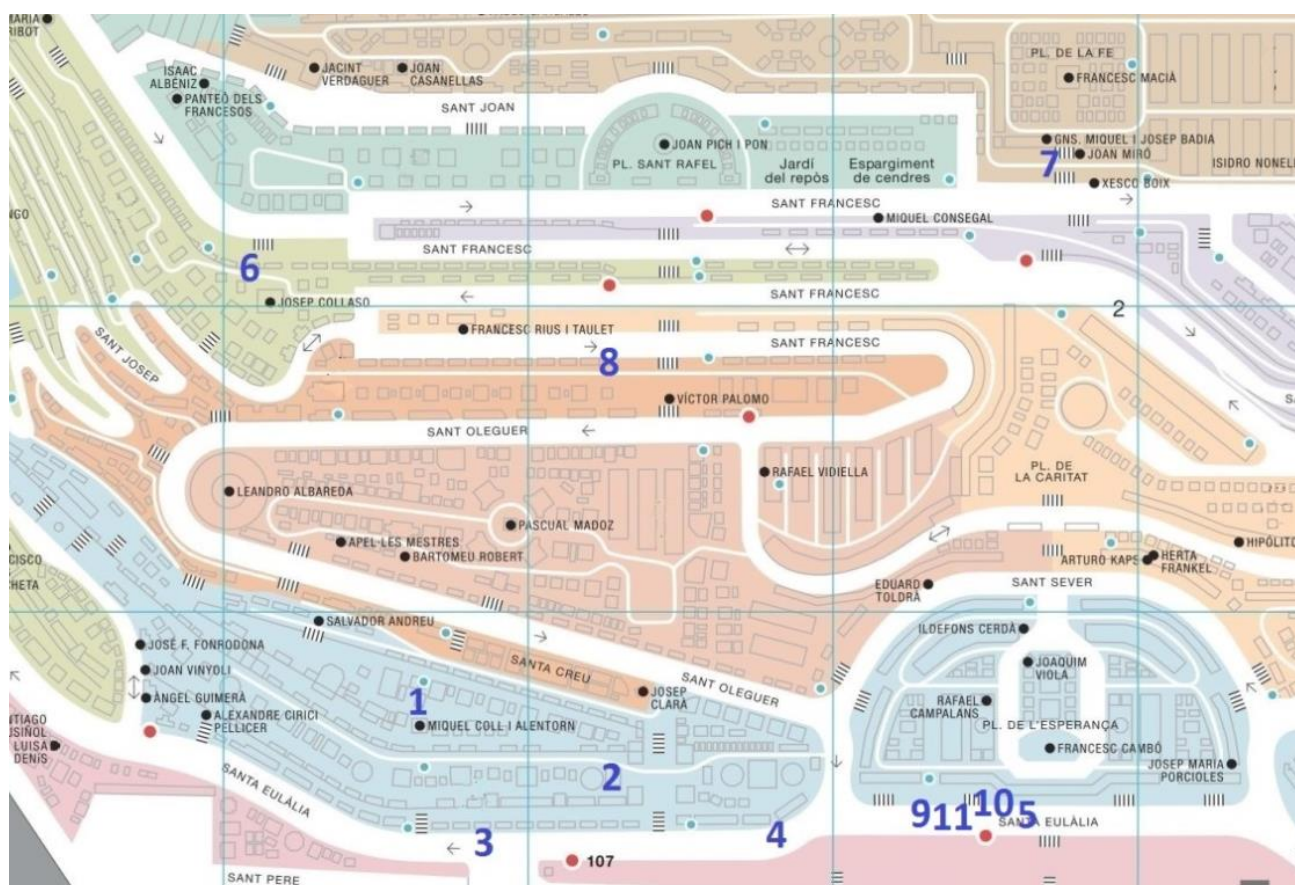 MARIA
RIBOT
ISAAC
ALBÉNIZ
PANTEÓ DELS
FRANCESOS
JACINT
VERDAGUER
JOAN
CASANELLAS
SANT JOAN
PL. DE LA FE
FRANCESC MACIÀ
JOAN PICH I PON
PL. SANT RAFEL
Jardí
del repòs
Espargiment
de cendres
GNS. MIQUEL I JOSEP BADIA
JOAN MIRÓ
7
XESCO BOIX
ISIDRO NONELL
SANT FRANCESC
MIQUEL CONSEGAL
SANT FRANCESC
6
JOSEP COLLASO
SANT FRANCESC
2
FRANCESC RIUS I TAULET
SANT FRANCESC
SANT JOSEP
8
VÍCTOR PALOMO
SANT OLEGUER
LEANDRO ALBAREDA
RAFAEL VIDIELLA
PL. DE
LA CARITAT
PASCUAL MADOZ
APEL·LES MESTRES
BARTOMEU ROBERT
ARTURO KAPS
HERTA
FRANKEL
HIPÓLITO
EDUARD
TOLDRÀ
SANT SEVER
SALVADOR ANDREU
ILDEFONS CERDÀ
JOSÉ F. FONRODONA
JOAN VINYOLI
ÀNGEL GUIMERÀ
ALEXANDRE CIRICI
PELLICER
SANTA CREU
SANT OLEGUER
JOSEP
CLARÀ
JOAQUIM
VIOLA
RAFAEL
CAMPALANS
PL. DE L'ESPERANÇA
1
MIQUEL COLL I ALENTORN
FRANCESC CAMBÓ
JOSEP MARIA
PORCIOLES
LUISA
DENÍS
SANTA EULÀLIA
2
3
4
9 11 10 5
SANTA EULÀLIA
107
SANT PERE